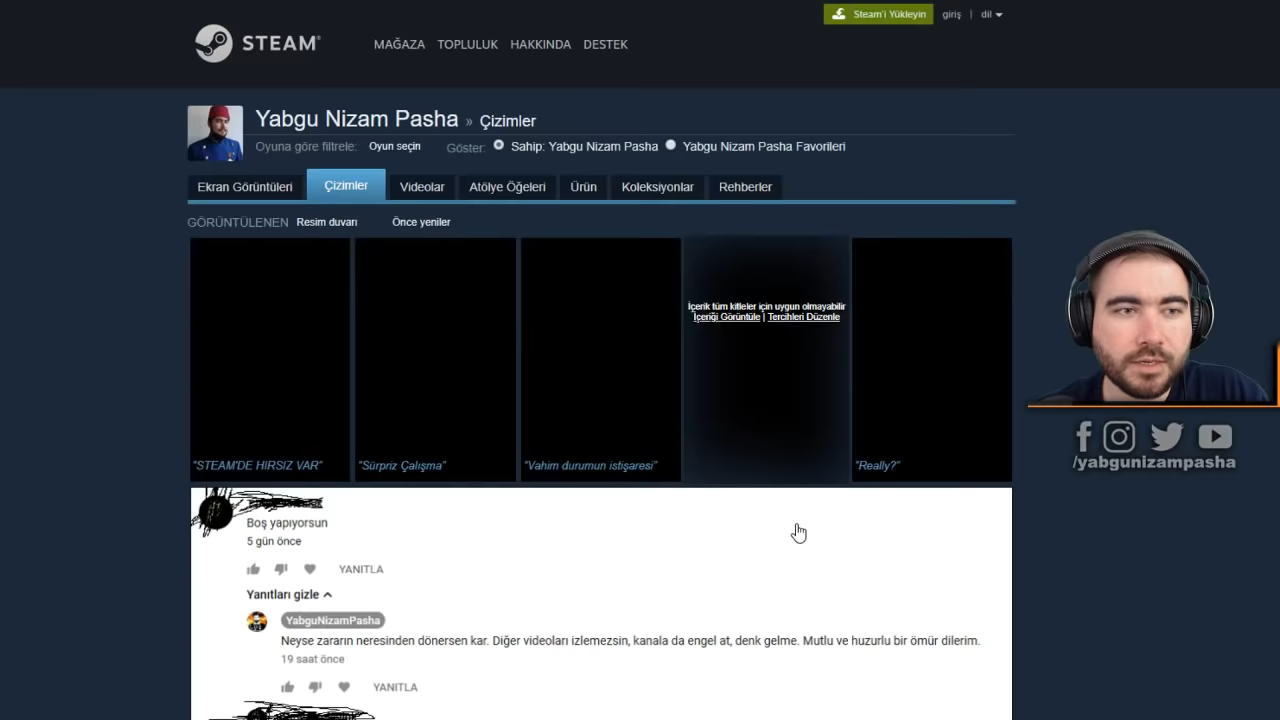 Steam'i Yükleyin giriş | dil
STEAM®
MAĞAZA TOPLULUK HAKKINDA DESTEK
Yabgu Nizam Pasha » Çizimler
Oyuna göre filtrele: Oyun seçin Göster: Sahip: Yabgu Nizam Pasha Yabgu Nizam Pasha Favorileri
Ekran Görüntüleri Çizimler Videolar Atölye Öğeleri Ürün Koleksiyonlar Rehberler
GÖRÜNTÜLENEN Resim duvarı Önce yeniler
İçerik tüm kitleler için uygun olmayabilir
İçeriği Görüntüle | Tercihleri Düzenle
"STEAM'DE HIRSIZ VAR" "Sürpriz Çalışma" "Vahim durumun istişaresi" "Really?"
/yabgunizampasha
Boş yapıyorsun
5 gün önce
YANITLA
Yanıtları gizle
YabguNizamPasha
Neyse zararın neresinden dönersen kar. Diğer videoları izlemezsin, kanala da engel at, denk gelme. Mutlu ve huzurlu bir ömür dilerim.
19 saat önce
YANITLA